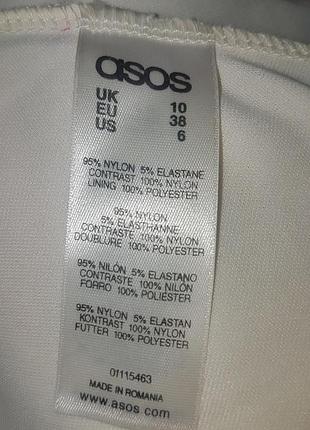 asos
UK 10
EU 38
US 6
95% NYLON 5% ELASTANE
CONTRAST 100% NYLON
LINING 100% POLYESTER
95% NYLON
5% ELASTHANNE
CONTRASTE 100% NYLON
DOUBLURE 100% POLYESTER
95% NILÓN 5% ELASTANO
CONTRASTE 100% NILÓN
FORRO 100% POLIÉSTER
95% NYLON 5% ELASTAN
KONTRAST 100% NYLON
FUTTER 100% POLYESTER
01115463
MADE IN ROMANIA
www.asos.com